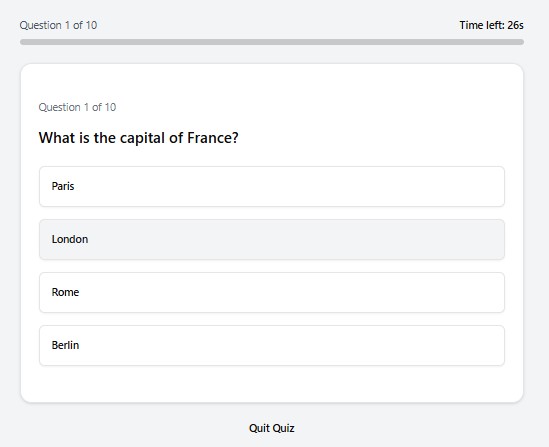 Question 1 of 10 Time left: 26s
Question 1 of 10
What is the capital of France?
Paris
London
Rome
Berlin
Quit Quiz